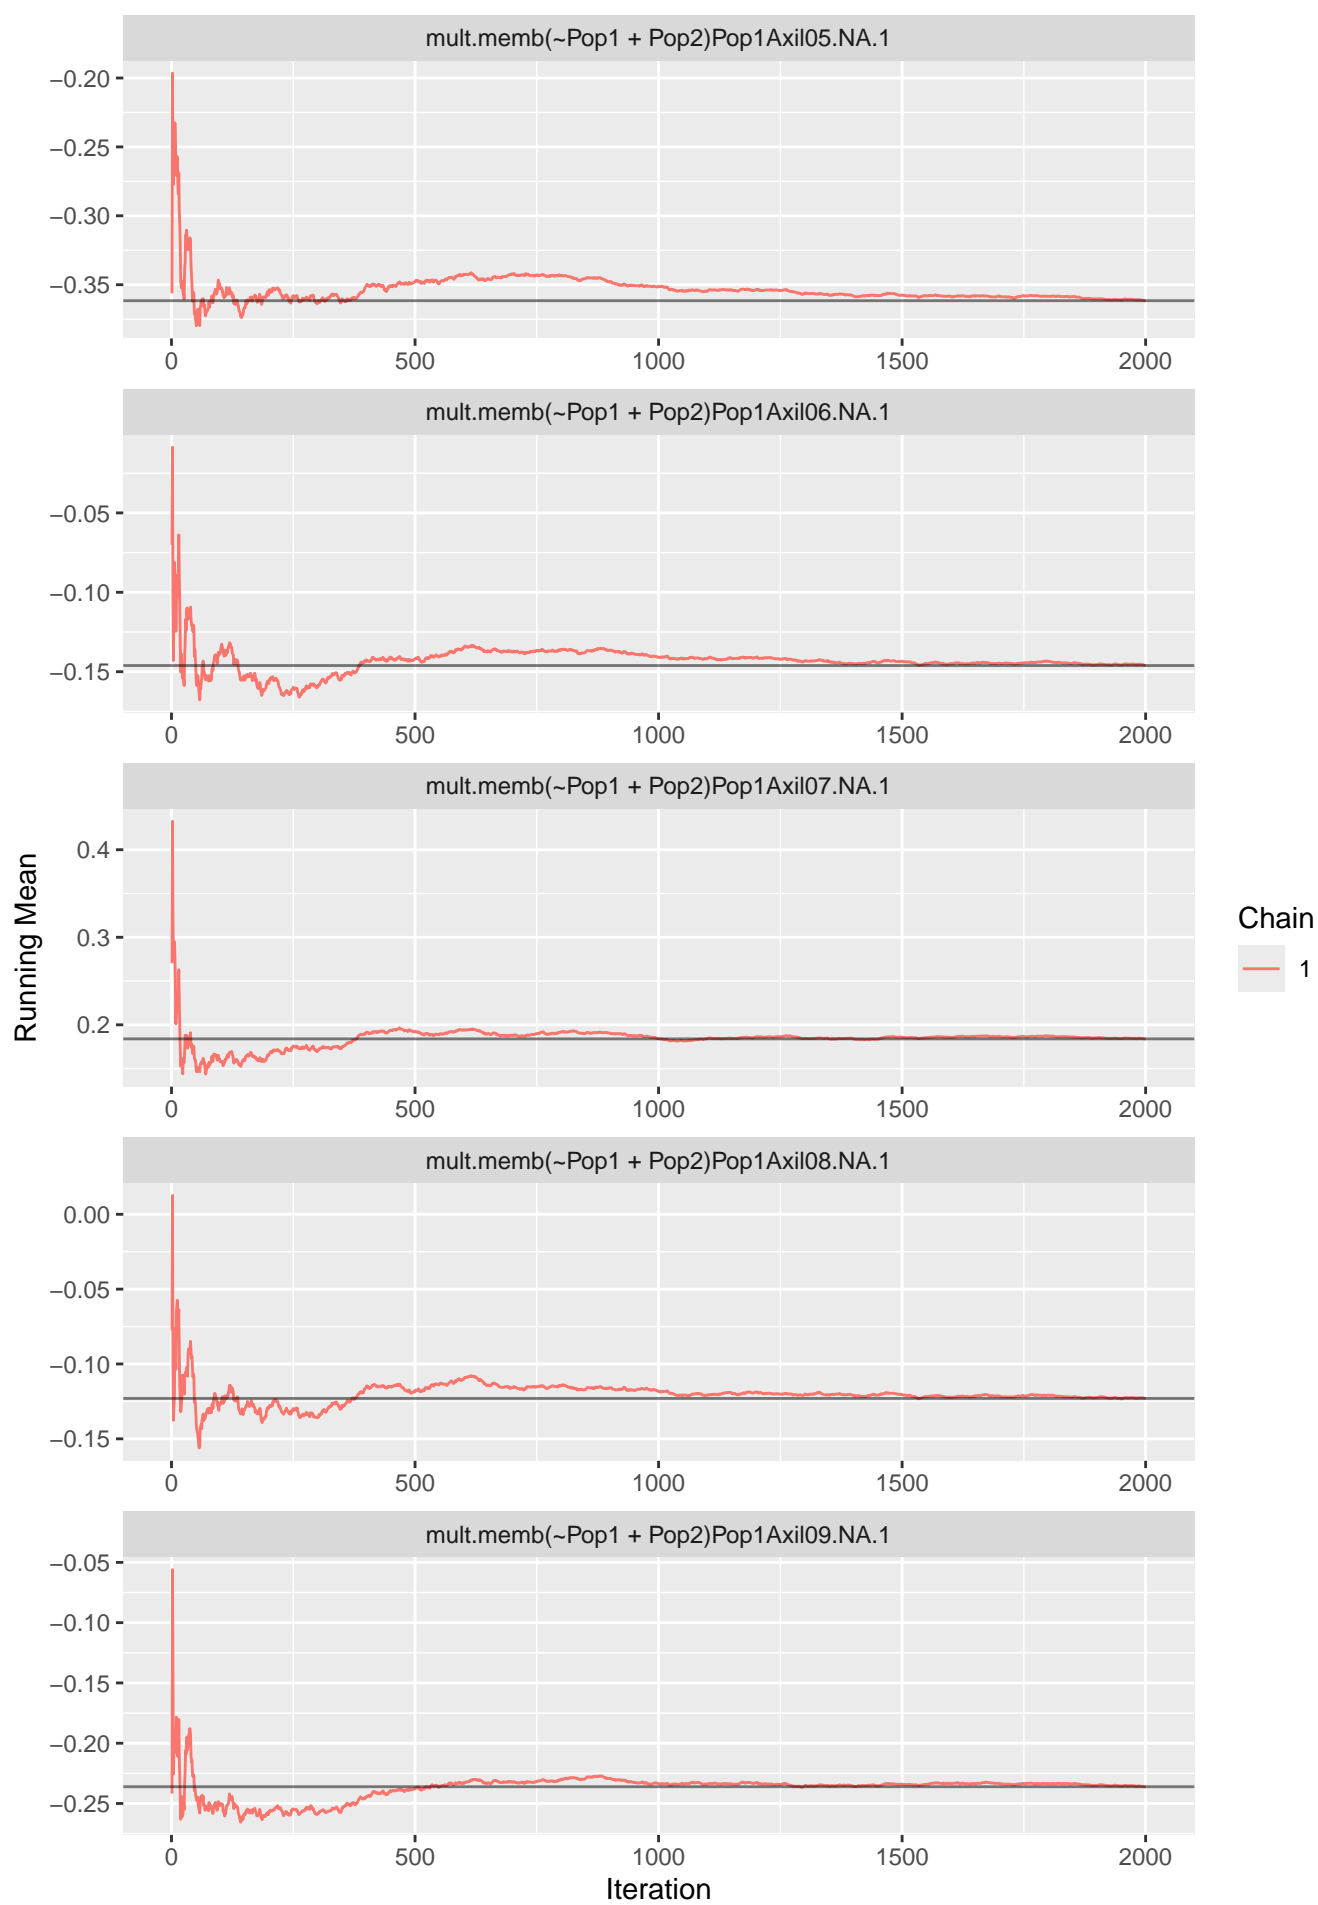 mult.memb(~Pop1 + Pop2)Pop1Axil05.NA.1
−0.20
−0.25
−0.30
−0.35
0 500 1000 1500 2000
mult.memb(~Pop1 + Pop2)Pop1Axil06.NA.1
−0.05
−0.10
−0.15
0 500 1000 1500 2000
mult.memb(~Pop1 + Pop2)Pop1Axil07.NA.1
0.4
0.3
0.2
0 500 1000 1500 2000
Running Mean
Chain
1
mult.memb(~Pop1 + Pop2)Pop1Axil08.NA.1
0.00
−0.05
−0.10
−0.15
0 500 1000 1500 2000
mult.memb(~Pop1 + Pop2)Pop1Axil09.NA.1
−0.05
−0.10
−0.15
−0.20
−0.25
0 500 1000 1500 2000
Iteration